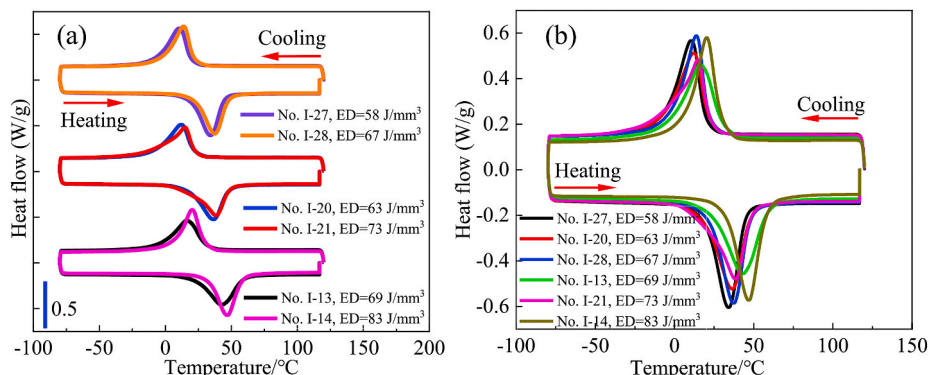 (a)
Cooling
Heating
No. I-27, ED=58 J/mm³
No. I-28, ED=67 J/mm³
No. I-20, ED=63 J/mm³
No. I-21, ED=73 J/mm³
No. I-13, ED=69 J/mm³
No. I-14, ED=83 J/mm³
0.5
Heat flow (W/g)
-100 -50 0 50 100 150 200
Temperature/°C
(b)
Cooling
Heating
No. I-27, ED=58 J/mm³
No. I-20, ED=63 J/mm³
No. I-28, ED=67 J/mm³
No. I-13, ED=69 J/mm³
No. I-21, ED=73 J/mm³
No. I-14, ED=83 J/mm³
Heat flow (W/g)
0.6
0.4
0.2
0.0
-0.2
-0.4
-0.6
-100 -50 0 50 100 150
Temperature/°C